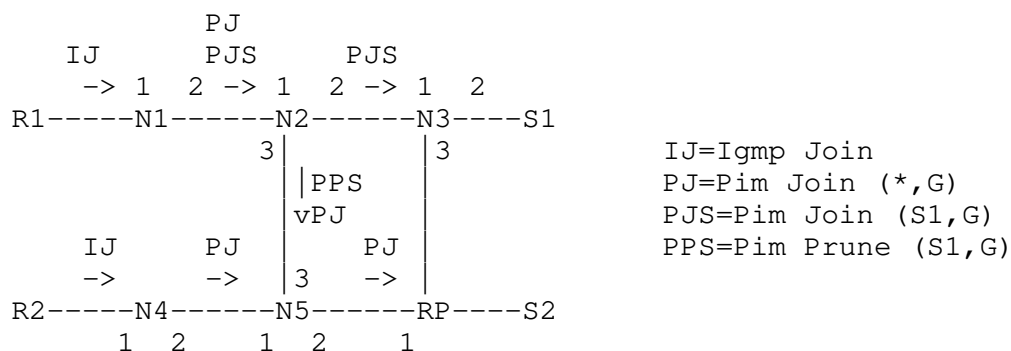 PJ
IJ PJS PJS
-> 1 2 -> 1 2 -> 1 2
R1-----N1------N2------N3----S1
3| |3 IJ=Igmp Join
||PPS | PJ=Pim Join (*,G)
|vPJ | PJS=Pim Join (S1,G)
IJ PJ | PJ | PPS=Pim Prune (S1,G)
-> -> |3 -> |
R2-----N4------N5------RP----S2
1 2 1 2 1